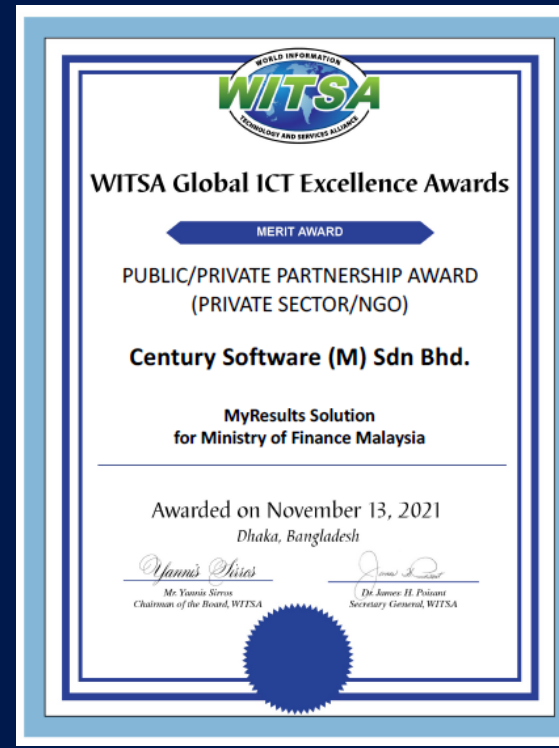 WORLD INFORMATION
WITSA
TECHNOLOGY AND SERVICES ALLIANCE
WITSA Global ICT Excellence Awards
MERIT AWARD
PUBLIC/PRIVATE PARTNERSHIP AWARD
(PRIVATE SECTOR/NGO)
Century Software (M) Sdn Bhd.
MyResults Solution
for Ministry of Finance Malaysia
Awarded on November 13, 2021
Dhaka, Bangladesh
Yannis Sirros
Mr. Yannis Sirros
Chairman of the Board, WITSA
Dr. James H. Poisant
Secretary General, WITSA